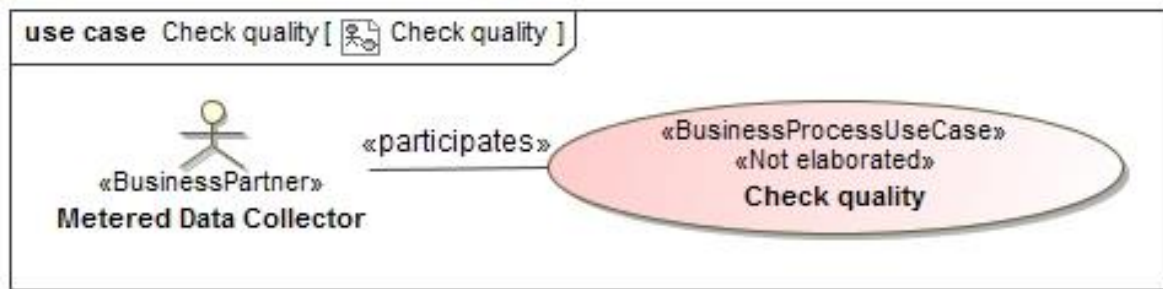 use case Check quality [ Check quality ]
«participates»
«BusinessPartner»
Metered Data Collector
«BusinessProcessUseCase»
«Not elaborated»
Check quality